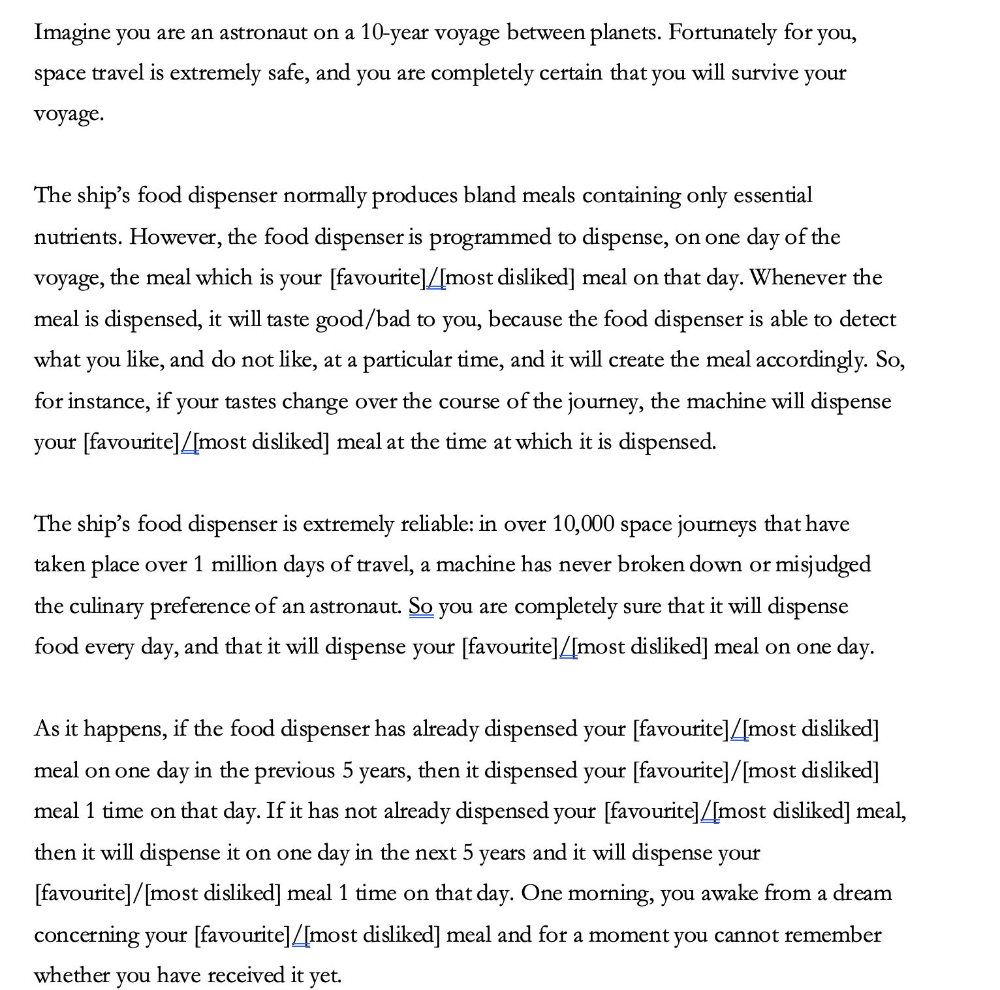 Imagine you are an astronaut on a 10-year voyage between planets. Fortunately for you,
space travel is extremely safe, and you are completely certain that you will survive your
voyage.
The ship’s food dispenser normally produces bland meals containing only essential
nutrients. However, the food dispenser is programmed to dispense, on one day of the
voyage, the meal which is your [favourite]/[most disliked] meal on that day. Whenever the
meal is dispensed, it will taste good/bad to you, because the food dispenser is able to detect
what you like, and do not like, at a particular time, and it will create the meal accordingly. So,
for instance, if your tastes change over the course of the journey, the machine will dispense
your [favourite]/[most disliked] meal at the time at which it is dispensed.
The ship’s food dispenser is extremely reliable: in over 10,000 space journeys that have
taken place over 1 million days of travel, a machine has never broken down or misjudged
the culinary preference of an astronaut. So you are completely sure that it will dispense
food every day, and that it will dispense your [favourite]/[most disliked] meal on one day.
As it happens, if the food dispenser has already dispensed your [favourite]/[most disliked]
meal on one day in the previous 5 years, then it dispensed your [favourite]/[most disliked]
meal 1 time on that day. If it has not already dispensed your [favourite]/[most disliked] meal,
then it will dispense it on one day in the next 5 years and it will dispense your
[favourite]/[most disliked] meal 1 time on that day. One morning, you awake from a dream
concerning your [favourite]/[most disliked] meal and for a moment you cannot remember
whether you have received it yet.